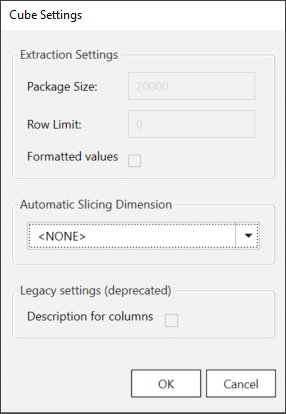 Cube Settings
Extraction Settings
Package Size: 20000
Row Limit: 0
Formatted values
Automatic Slicing Dimension
<NONE>
Legacy settings (deprecated)
Description for columns
OK Cancel